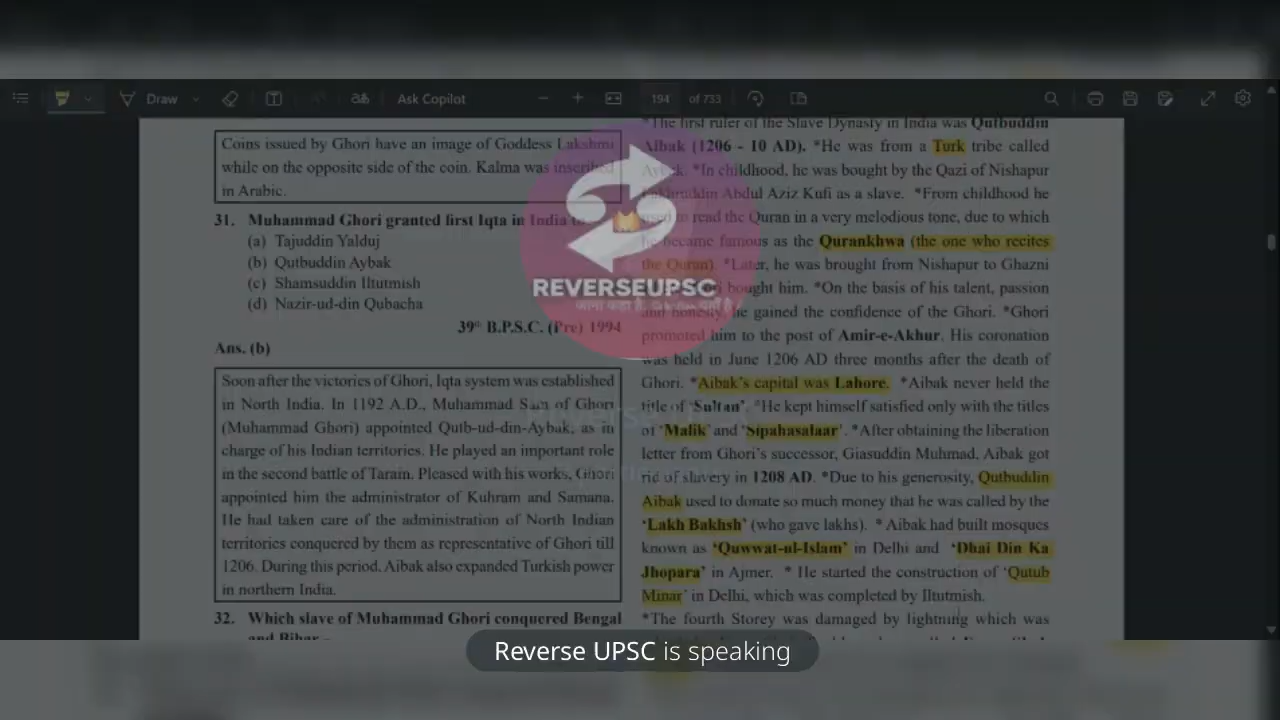 Draw
Ask Copilot
194 of 733
Coins issued by Ghori have an image of Goddess Lakshmi
while on the opposite side of the coin. Kalma was inscribed
in Arabic.
31. Muhammad Ghori granted first Iqta in India to
(a) Tajuddin Yalduj
(b) Qutbuddin Aybak
(c) Shamsuddin Iltutmish
(d) Nazir-ud-din Qubacha
39th B.P.S.C. (Pre) 1994
Ans. (b)
Soon after the victories of Ghori, Iqta system was established
in North India. In 1192 A.D., Muhammad Sam of Ghori
(Muhammad Ghori) appointed Qutb-ud-din-Aybak, as in
charge of his Indian territories. He played an important role
in the second battle of Tarain. Pleased with his works, Ghori
appointed him the administrator of Kuhram and Samana.
He had taken care of the administration of North Indian
territories conquered by them as representative of Ghori till
1206. During this period, Aibak also expanded Turkish power
in northern India.
32. Which slave of Muhammad Ghori conquered Bengal
and Bihar –
*The first ruler of the Slave Dynasty in India was Qutbuddin
Aibak (1206 - 10 AD). *He was from a Turk tribe called
*In childhood, he was bought by the Qazi of Nishapur
Abdul Aziz Kufi as a slave. *From childhood he
used to read the Quran in a very melodious tone, due to which
he became famous as the Qurankhwa (the one who recites
the Quran). *Later, he was brought from Nishapur to Ghazni
bought him. *On the basis of his talent, passion
and honesty, he gained the confidence of the Ghori. *Ghori
promoted him to the post of Amir-e-Akhur. His coronation
was held in June 1206 AD three months after the death of
Ghori. *Aibak's capital was Lahore. *Aibak never held the
title of 'Sultan'. *He kept himself satisfied only with the titles
of 'Malik' and 'Sipahasalaar'. *After obtaining the liberation
letter from Ghori's successor, Giasuddin Muhmad, Aibak got
rid of slavery in 1208 AD. *Due to his generosity, Qutbuddin
Aibak used to donate so much money that he was called by the
'Lakh Bakhsh' (who gave lakhs). * Aibak had built mosques
known as 'Quwwat-ul-Islam' in Delhi and 'Dhai Din Ka
Jhopara' in Ajmer. * He started the construction of 'Qutub
Minar' in Delhi, which was completed by Iltutmish.
*The fourth Storey was damaged by lightning which was
REVERSEUPSC
Reverse UPSC is speaking